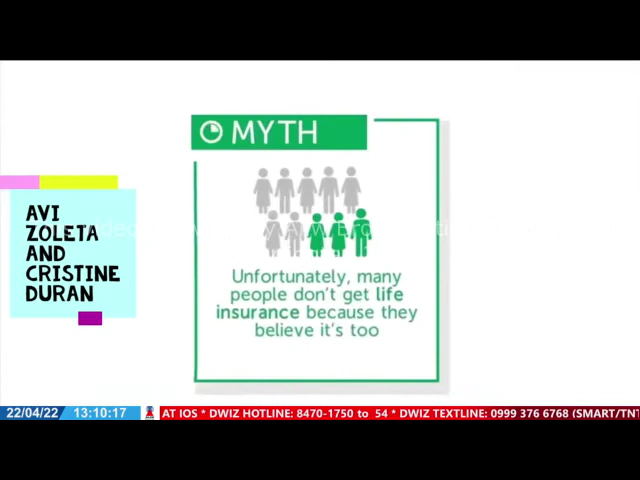 MYTH
Unfortunately, many
people don't get life
insurance because they
believe it's too
AVI
ZOLETA
AND
CRISTINE
DURAN
22/04/22 13:10:17 AT IOS * DWIZ HOTLINE: 8470-1750 to 54 * DWIZ TEXTLINE: 0999 376 6768 (SMART/TNT